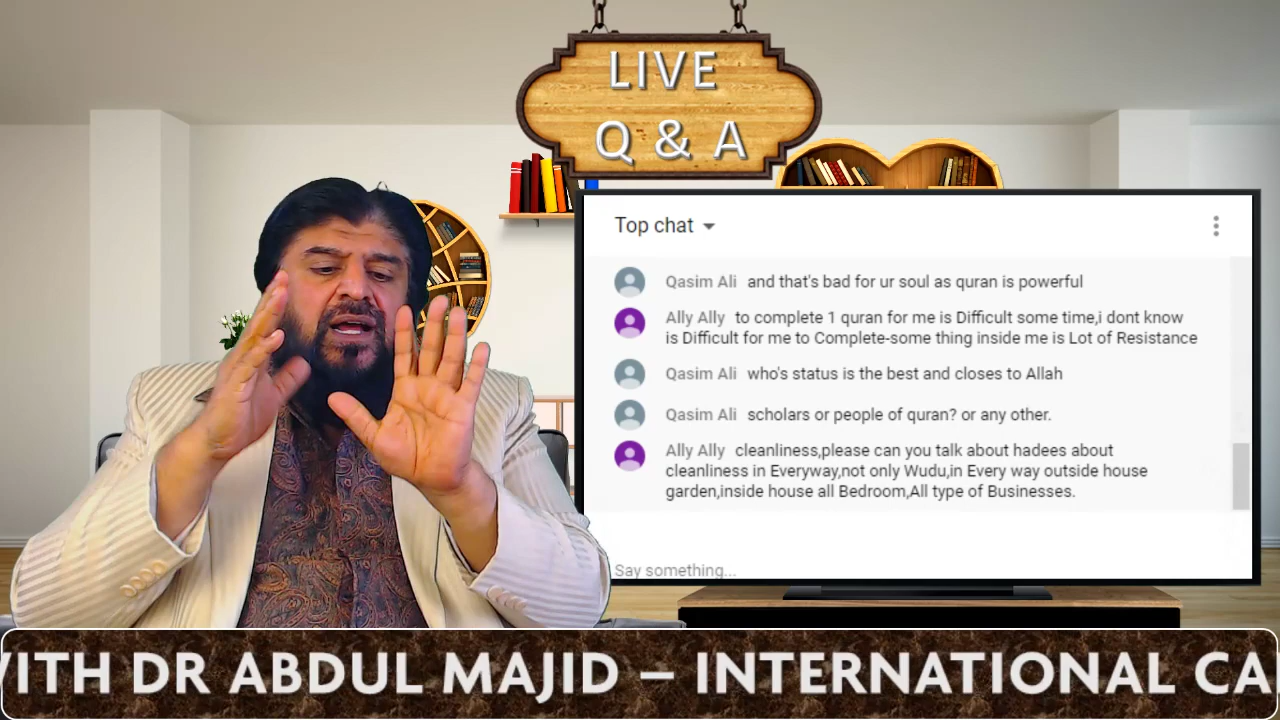 LIVE
Q & A
Top chat
Qasim Ali and that's bad for ur soul as quran is powerful
Ally Ally to complete 1 quran for me is Difficult some time,i dont know
is Difficult for me to Complete-some thing inside me is Lot of Resistance
Qasim Ali who's status is the best and closes to Allah
Qasim Ali scholars or people of quran? or any other.
Ally Ally cleanliness,please can you talk about hadees about
cleanliness in Everyway,not only Wudu,in Every way outside house
garden,inside house all Bedroom,All type of Businesses.
Say something...
WITH DR ABDUL MAJID – INTERNATIONAL CA